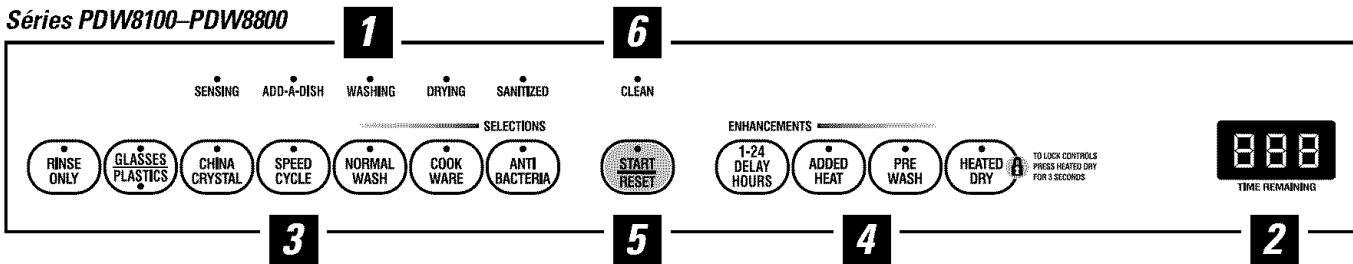 Séries PDW8100–PDW8800
1 6
SENSING ADD-A-DISH WASHING DRYING SANITIZED CLEAN
SELECTIONS ENHANCEMENTS
RINSE ONLY
GLASSES PLASTICS
CHINA CRYSTAL
SPEED CYCLE
NORMAL WASH
COOK WARE
ANTI BACTERIA
START RESET
1-24 DELAY HOURS
ADDED HEAT
PRE WASH
HEATED DRY
TO LOCK CONTROLS
PRESS HEATED DRY
FOR 3 SECONDS
888
TIME REMAINING
3 5 4 2